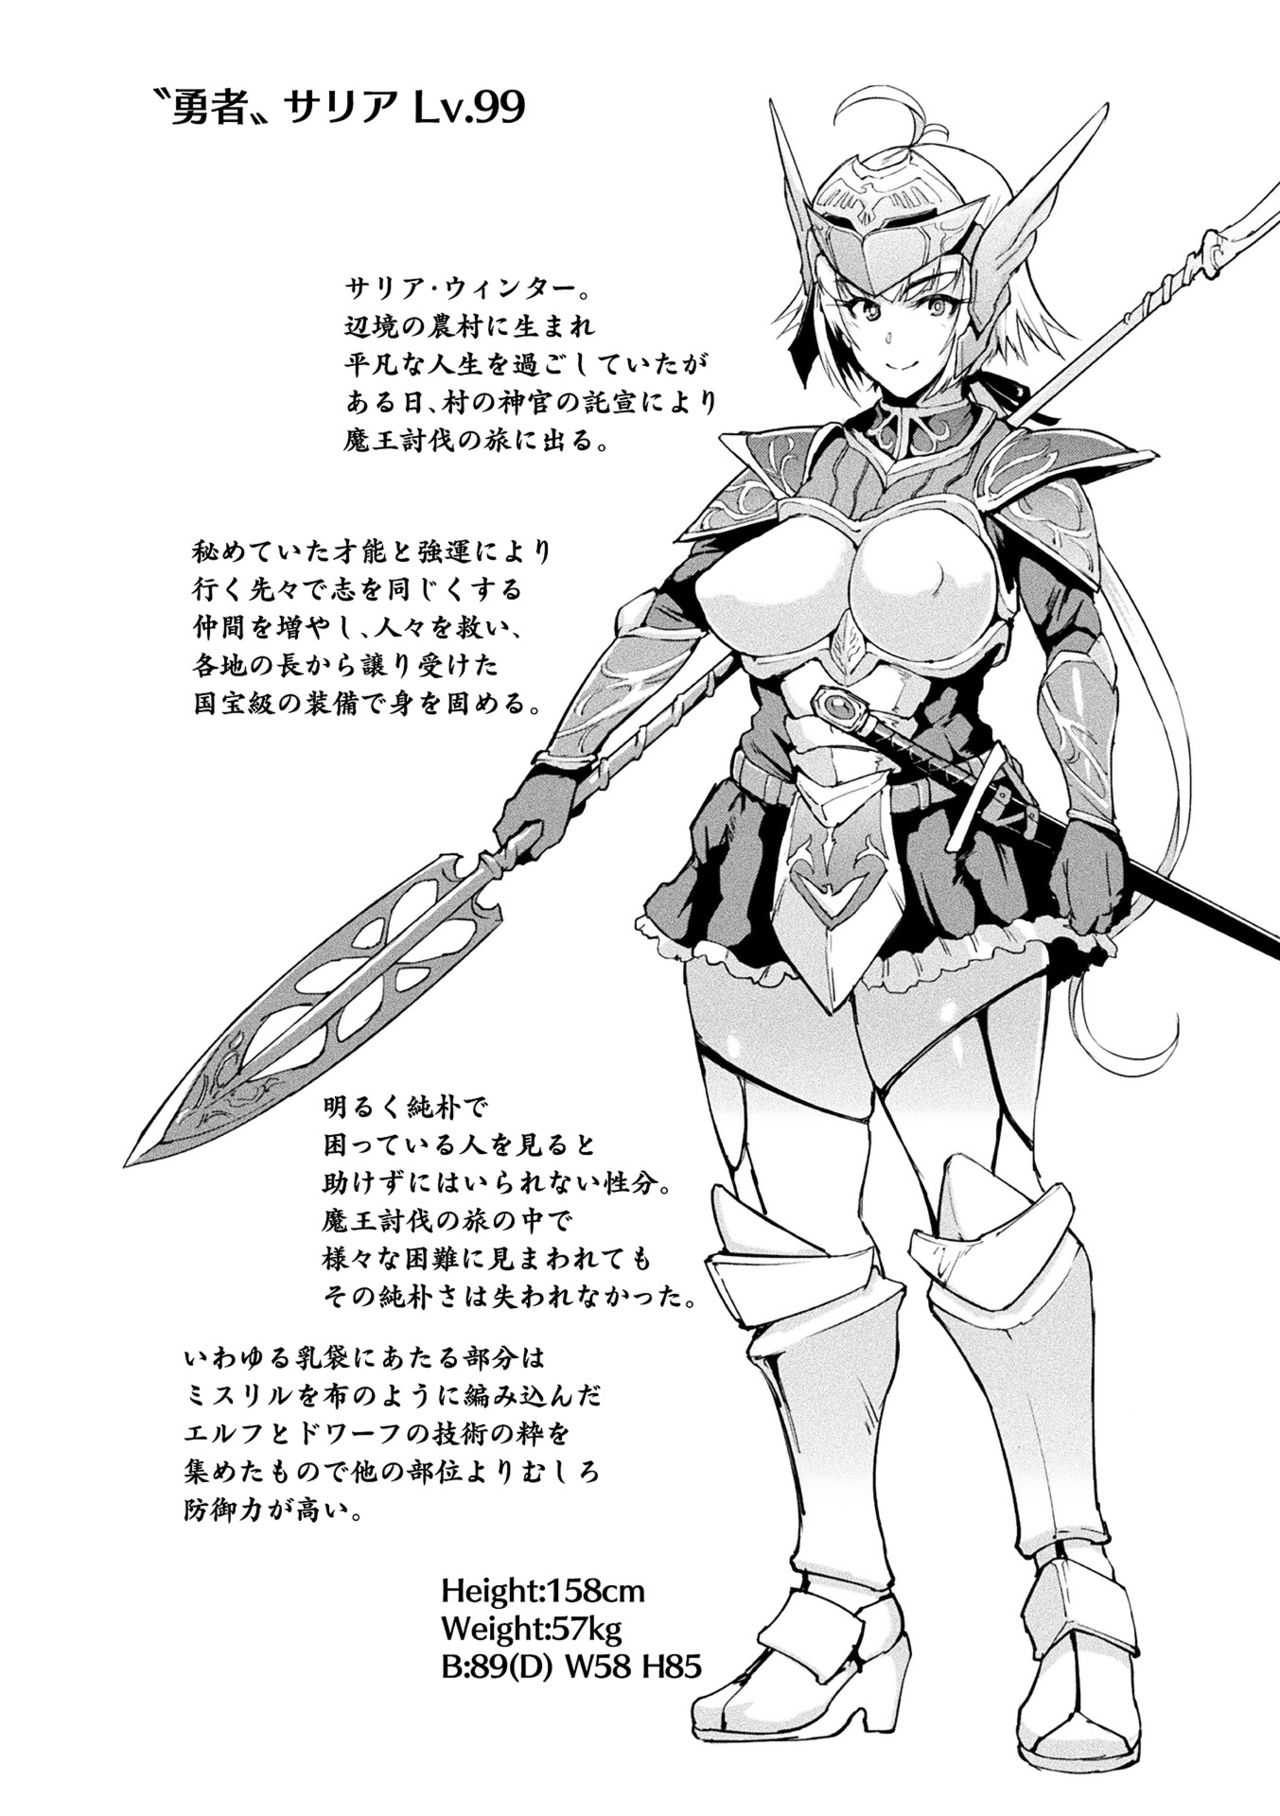 〝勇者〟サリア Lv.99
サリア・ウィンター。
辺境の農村に生まれ
平凡な人生を過ごしていたが
ある日、村の神官の託宣により
魔王討伐の旅に出る。
秘めていた才能と強運により
行く先々で志を同じくする
仲間を増やし、人々を救い、
各地の長から譲り受けた
国宝級の装備で身を固める。
明るく純朴で
困っている人を見ると
助けずにはいられない性分。
魔王討伐の旅の中で
様々な困難に見まわれても
その純朴さは失われなかった。
いわゆる乳袋にあたる部分は
ミスリルを布のように編み込んだ
エルフとドワーフの技術の粋を
集めたもので他の部位よりむしろ
防御力が高い。
Height:158cm
Weight:57kg
B:89(D) W58 H85